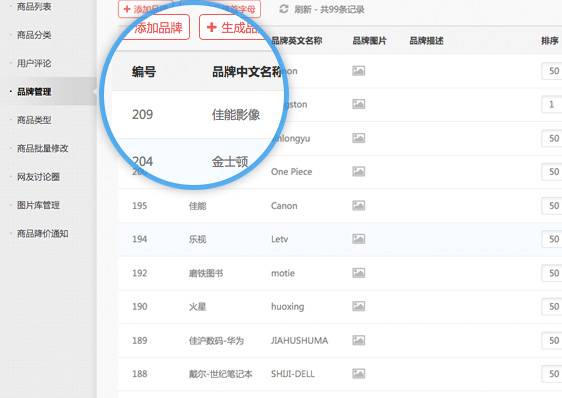 商品列表
商品分类
用户评论
品牌管理
商品类型
商品批量修改
网友讨论圈
图片库管理
商品降价通知
添加品
首字母
刷新 - 共99条记录
添加品牌
生成品
编号 品牌中文名称 品牌英文名称 品牌图片 品牌描述 排序
209 佳能影像 non 50
ngston 1
204 金士顿 nlongyu 50
One Piece 50
195 佳能 Canon 50
194 乐视 Letv 50
192 磨铁图书 motie 50
190 火星 huoxing 50
189 佳沪数码-华为 JIAHUSHUMA 50
188 戴尔-世纪笔记本 SHIJI-DELL 50